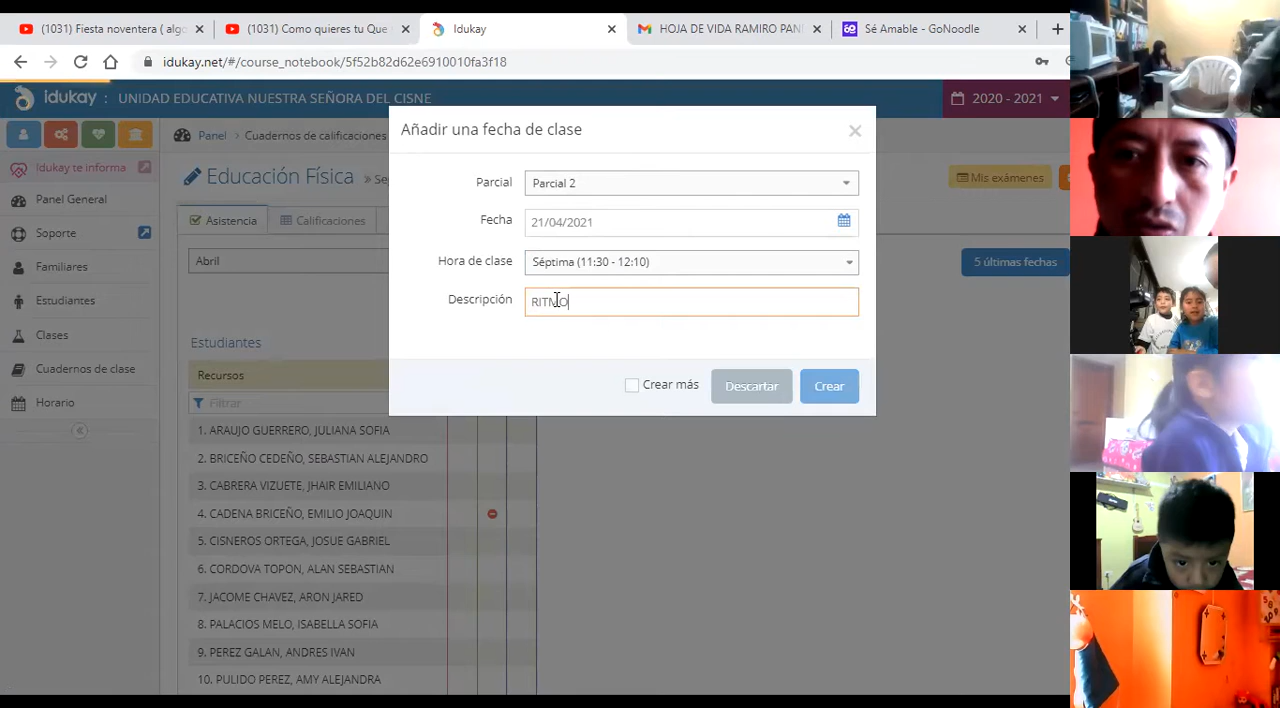 (1031) Fiesta noventera ( algo
(1031) Como quieres tu Qu
Idukay
HOJA DE VIDA RAMIRO PAN
Sé Amable - GoNoodle
idukay.net/#/course_notebook/5f52b82d62e6910010fa3f18
idukay : UNIDAD EDUCATIVA NUESTRA SEÑORA DEL CISNE
2020 - 2021
Idukay te informa
Panel General
Soporte
Familiares
Estudiantes
Clases
Cuadernos de clase
Horario
Panel > Cuadernos de calificaciones
Educación Física » Se
Mis exámenes
Asistencia
Calificaciones
Abril
5 últimas fechas
Añadir una fecha de clase
Parcial Parcial 2
Fecha 21/04/2021
Hora de clase Séptima (11:30 - 12:10)
Descripción RITMO
Crear más Descartar Crear
Estudiantes
Recursos
Filtrar
1. ARAUJO GUERRERO, JULIANA SOFIA
2. BRICEÑO CEDEÑO, SEBASTIAN ALEJANDRO
3. CABRERA VIZUETE, JHAIR EMILIANO
4. CADENA BRICEÑO, EMILIO JOAQUIN
5. CISNEROS ORTEGA, JOSUE GABRIEL
6. CORDOVA TOPON, ALAN SEBASTIAN
7. JACOME CHAVEZ, ARON JARED
8. PALACIOS MELO, ISABELLA SOFIA
9. PEREZ GALAN, ANDRES IVAN
10. PULIDO PEREZ, AMY ALEJANDRA